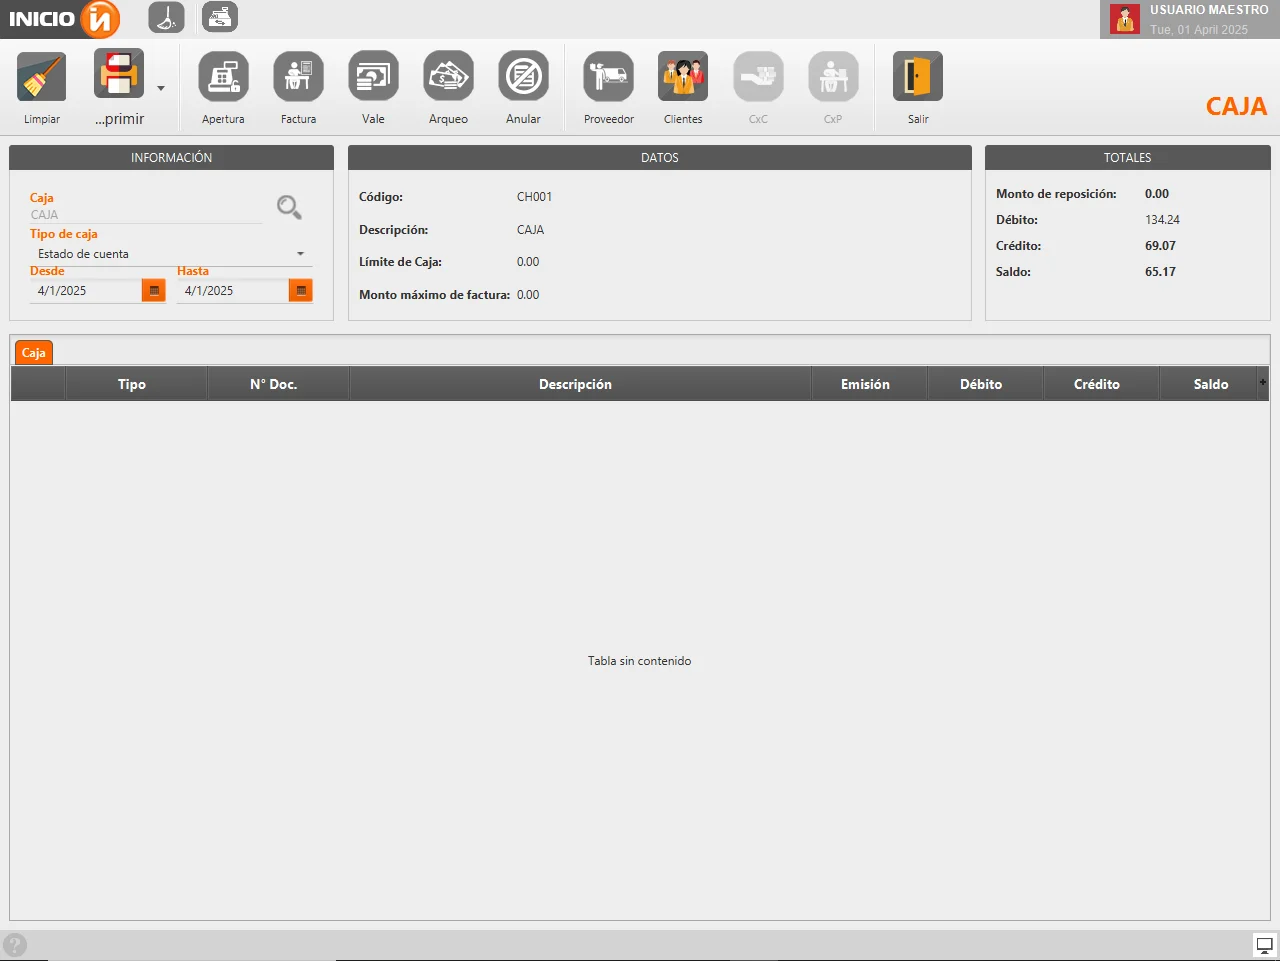 INICIO
USUARIO MAESTRO
Tue, 01 April 2025
Limpiar
...primir
Apertura
Factura
Vale
Arqueo
Anular
Proveedor
Clientes
CxC
CxP
Salir
CAJA
INFORMACIÓN
Caja
CAJA
Tipo de caja
Estado de cuenta
Desde
Hasta
4/1/2025
4/1/2025
DATOS
Código: CH001
Descripción: CAJA
Límite de Caja: 0.00
Monto máximo de factura: 0.00
TOTALES
Monto de reposición: 0.00
Débito: 134.24
Crédito: 69.07
Saldo: 65.17
Caja
Tipo N° Doc. Descripción Emisión Débito Crédito Saldo +
Tabla sin contenido
?